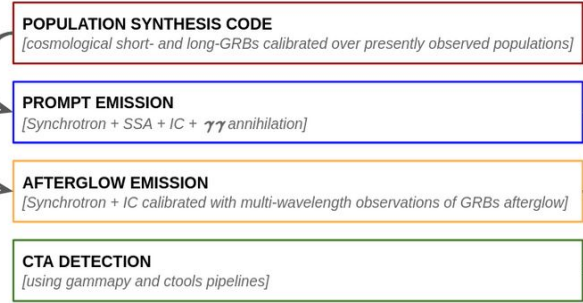 POPULATION SYNTHESIS CODE
[cosmological short- and long-GRBs calibrated over presently observed populations]
PROMPT EMISSION
[Synchrotron + SSA + IC + γγ annihilation]
AFTERGLOW EMISSION
[Synchrotron + IC calibrated with multi-wavelength observations of GRBs afterglow]
CTA DETECTION
[using gammapy and ctools pipelines]